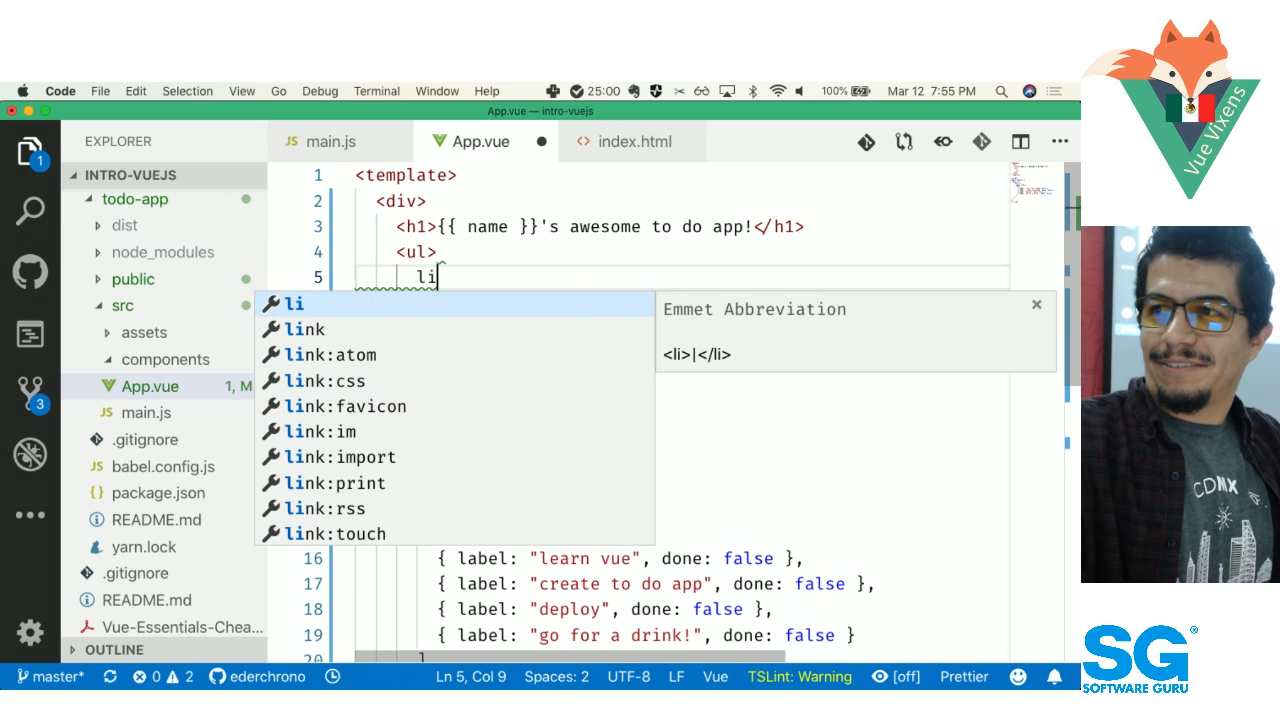 Code File Edit Selection View Go Debug Terminal Window Help 25:00 100% Mar 12 7:55 PM
App.vue — intro-vuejs
EXPLORER
INTRO-VUEJS
todo-app
dist
node_modules
public
src
assets
components
App.vue 1, M
JS main.js
.gitignore
JS babel.config.js
{} package.json
README.md
yarn.lock
.gitignore
README.md
Vue-Essentials-Chea...
OUTLINE
1
3
JS main.js App.vue <> index.html
1 <template>
2 <div>
3 <h1>{{ name }}'s awesome to do app!</h1>
4 <ul>
5 li
li
link
link:atom
link:css
link:favicon
link:im
link:import
link:print
link:rss
link:touch
Emmet Abbreviation ×
<li>|</li>
16 { label: "learn vue", done: false },
17 { label: "create to do app", done: false },
18 { label: "deploy", done: false },
19 { label: "go for a drink!", done: false }
20 ]
master* 0 2 ederchrono Ln 5, Col 9 Spaces: 2 UTF-8 LF Vue TSLint: Warning [off] Prettier
Vue Vixens
CDMX
SG®
SOFTWARE GURU